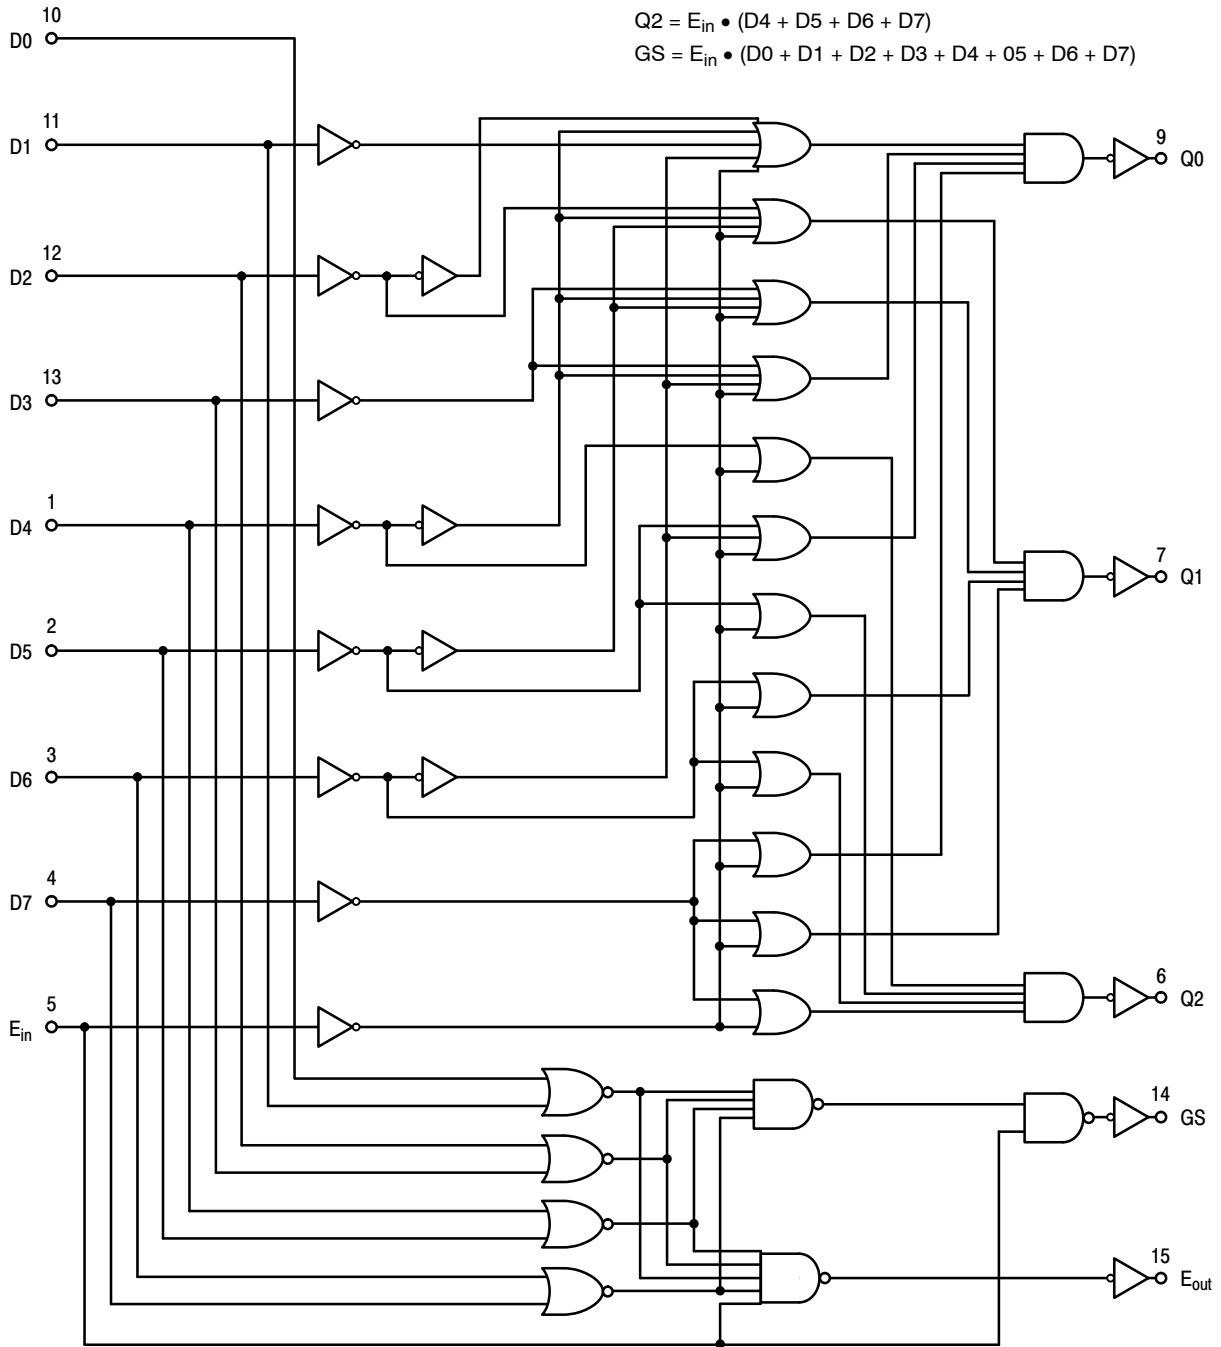 Q2 = Ein • (D4 + D5 + D6 + D7)
GS = Ein • (D0 + D1 + D2 + D3 + D4 + 05 + D6 + D7)
10
D0
11
D1
9
Q0
12
D2
13
D3
1
D4
7
Q1
2
D5
3
D6
4
D7
5
Ein
6
Q2
14
GS
15
Eout